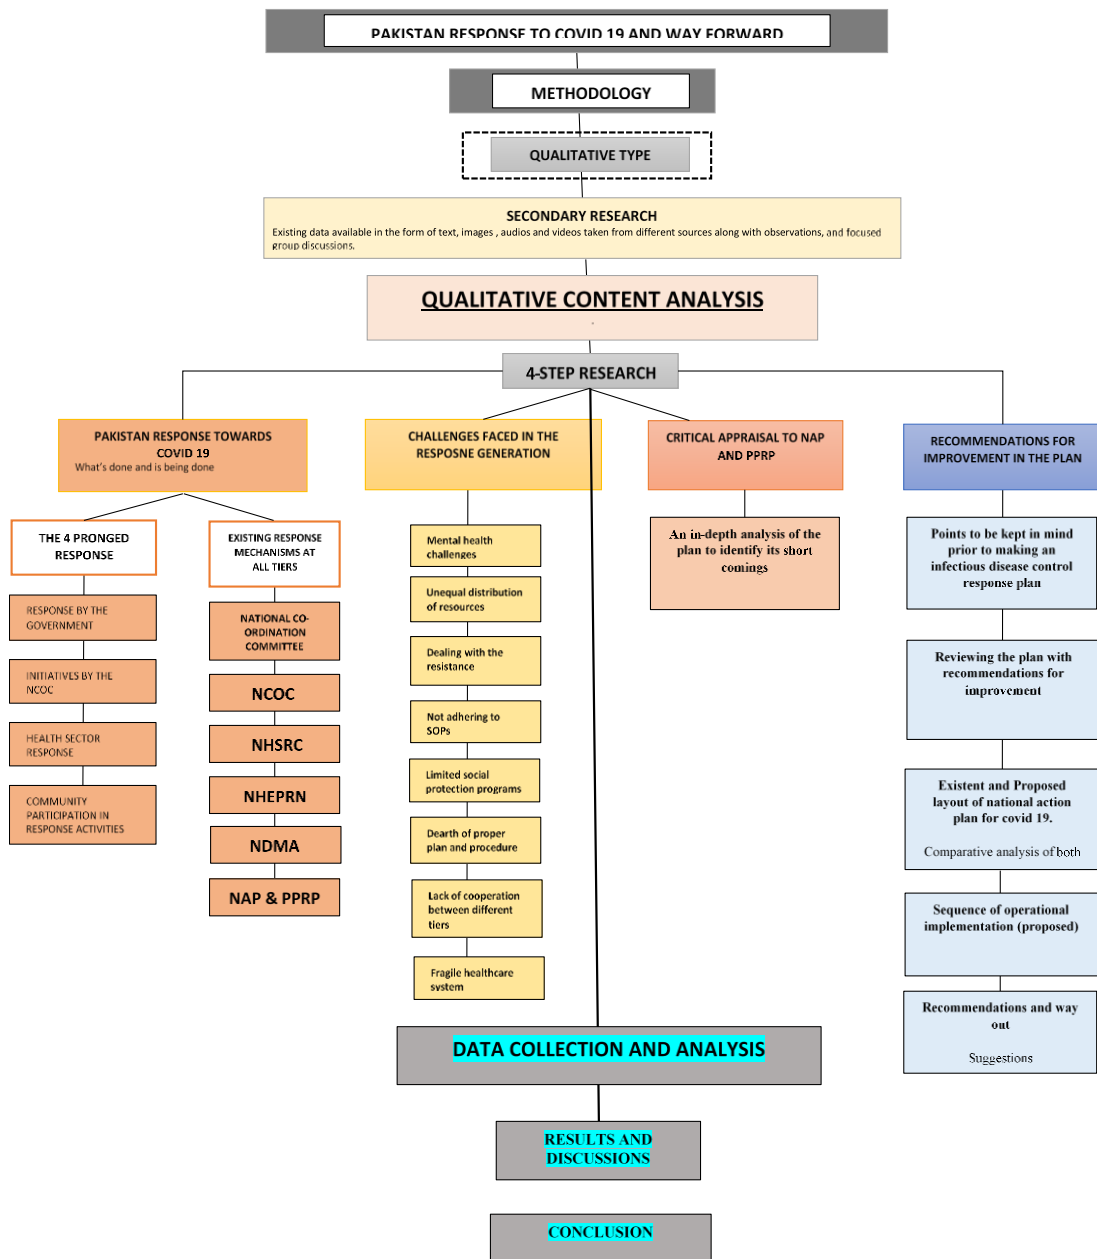 PAKISTAN RESPONSE TO COVID 19 AND WAY FORWARD
METHODOLOGY
QUALITATIVE TYPE
SECONDARY RESEARCH
Existing data available in the form of text, images , audios and videos taken from different sources along with observations, and focused
group discussions.
QUALITATIVE CONTENT ANALYSIS
.
4-STEP RESEARCH
PAKISTAN RESPONSE TOWARDS
COVID 19
What's done and is being done
THE 4 PRONGED
RESPONSE
RESPONSE BY THE
GOVERNMENT
INITIATIVES BY THE
NCOC
HEALTH SECTOR
RESPONSE
COMMUNITY
PARTICIPATION IN
RESPONSE ACTIVITIES
EXISTING RESPONSE
MECHANISMS AT
ALL TIERS
NATIONAL CO-
ORDINATION
COMMITTEE
NCOC
NHSRC
NHEPRN
NDMA
NAP & PPRP
CHALLENGES FACED IN THE
RESPOSNE GENERATION
Mental health
challenges
Unequal distribution
of resources
Dealing with the
resistance
Not adhering to
SOPs
Limited social
protection programs
Dearth of proper
plan and procedure
Lack of cooperation
between different
tiers
Fragile healthcare
system
CRITICAL APPRAISAL TO NAP
AND PPRP
An in-depth analysis of the
plan to identify its short
comings
RECOMMENDATIONS FOR
IMPROVEMENT IN THE PLAN
Points to be kept in mind
prior to making an
infectious disease control
response plan
Reviewing the plan with
recommendations for
improvement
Existent and Proposed
layout of national action
plan for covid 19.
Comparative analysis of both
Sequence of operational
implementation (proposed)
Recommendations and way
out
Suggestions
DATA COLLECTION AND ANALYSIS
RESULTS AND
DISCUSSIONS
CONCLUSION